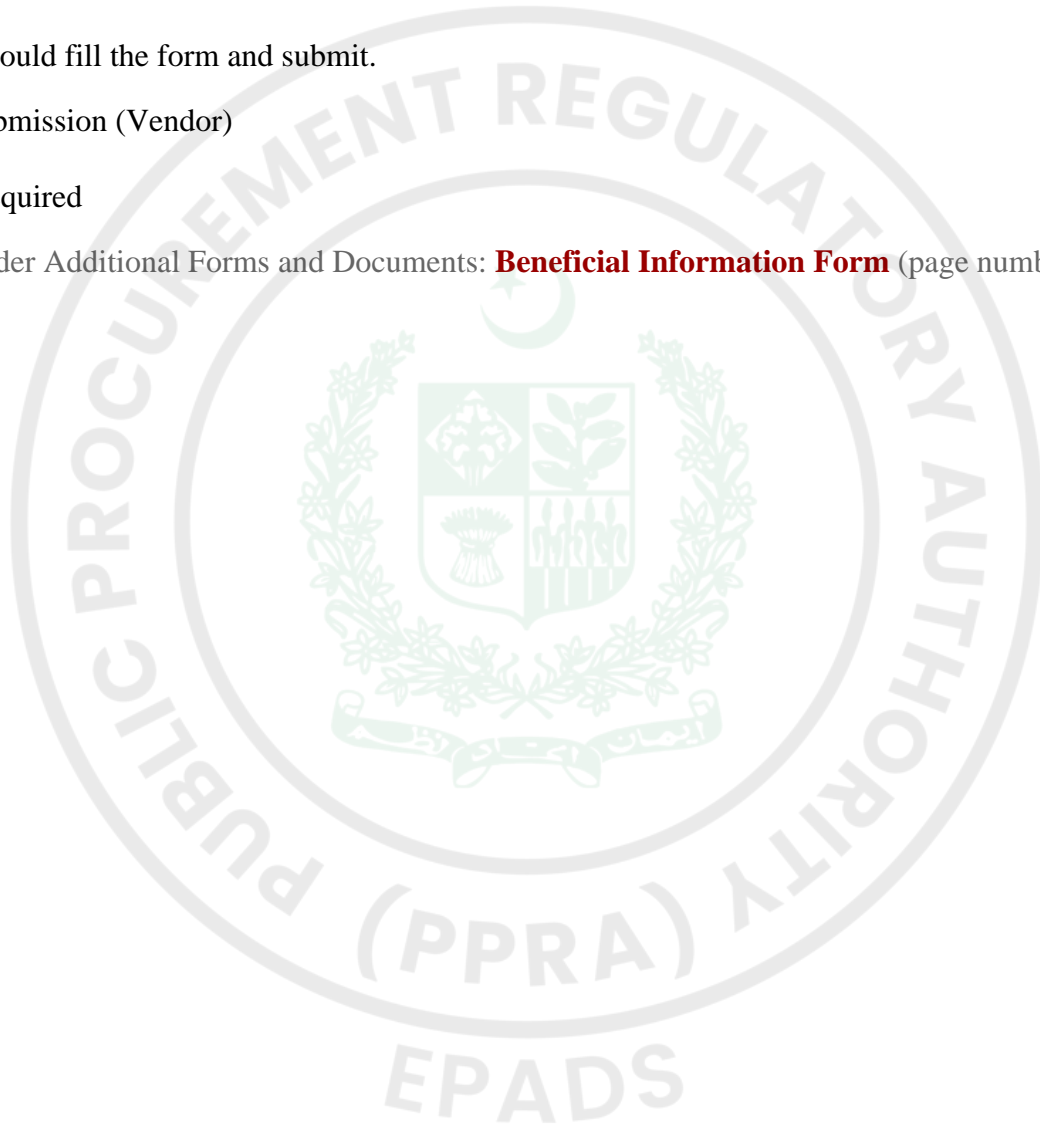 ould fill the form and submit.
omission (Vendor)
quired
der Additional Forms and Documents: Beneficial Information Form (page numb
PUBLIC PROCUREMENT REGULATORY AUTHORITY
(PPRA)
EPADS